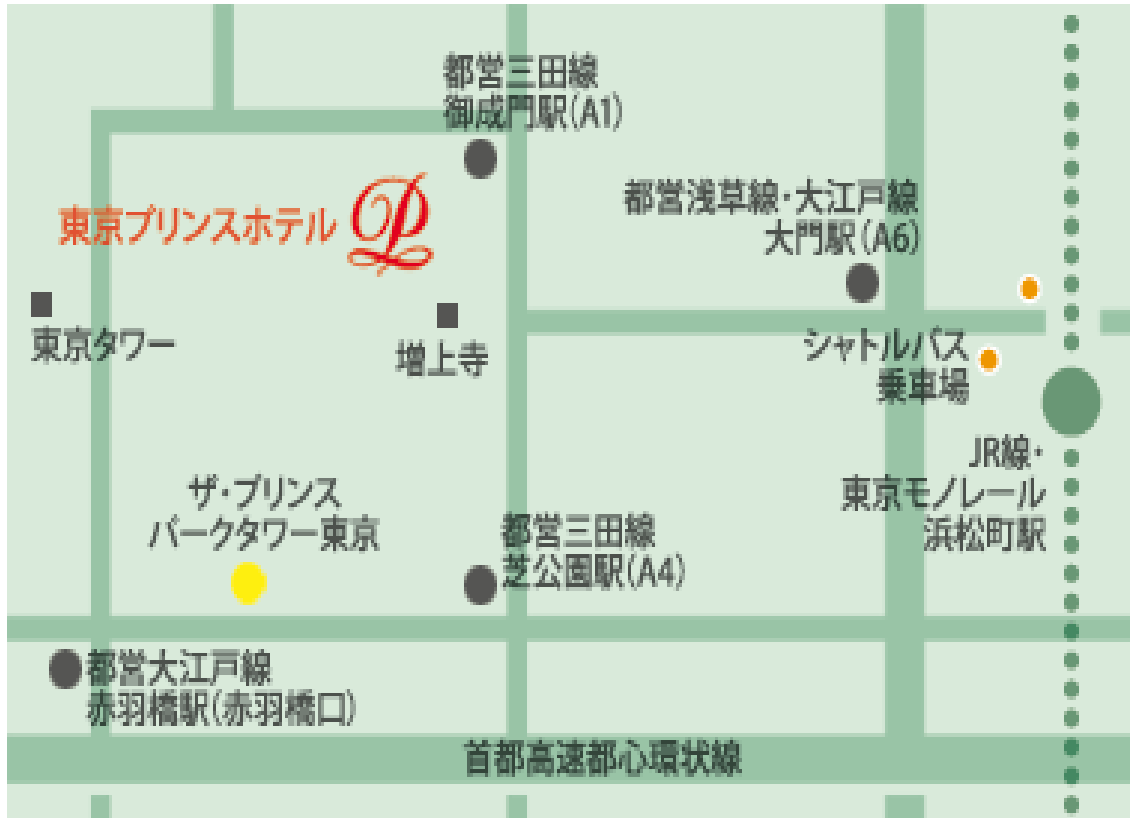 都営三田線
御成門駅(A1)
東京プリンスホテル
都営浅草線・大江戸線
大門駅(A6)
東京タワー
増上寺
シャトルバス
乗車場
JR線・
東京モノレール
浜松町駅
ザ・プリンス
パークタワー東京
都営三田線
芝公園駅(A4)
都営大江戸線
赤羽橋駅(赤羽橋口)
首都高速都心環状線